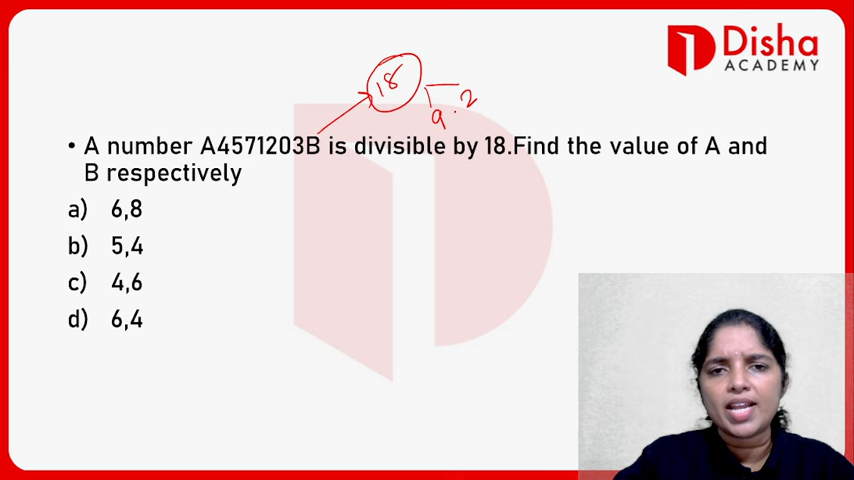 Disha
ACADEMY
18
9 . 2
• A number A4571203B is divisible by 18.Find the value of A and
B respectively
a) 6,8
b) 5,4
c) 4,6
d) 6,4